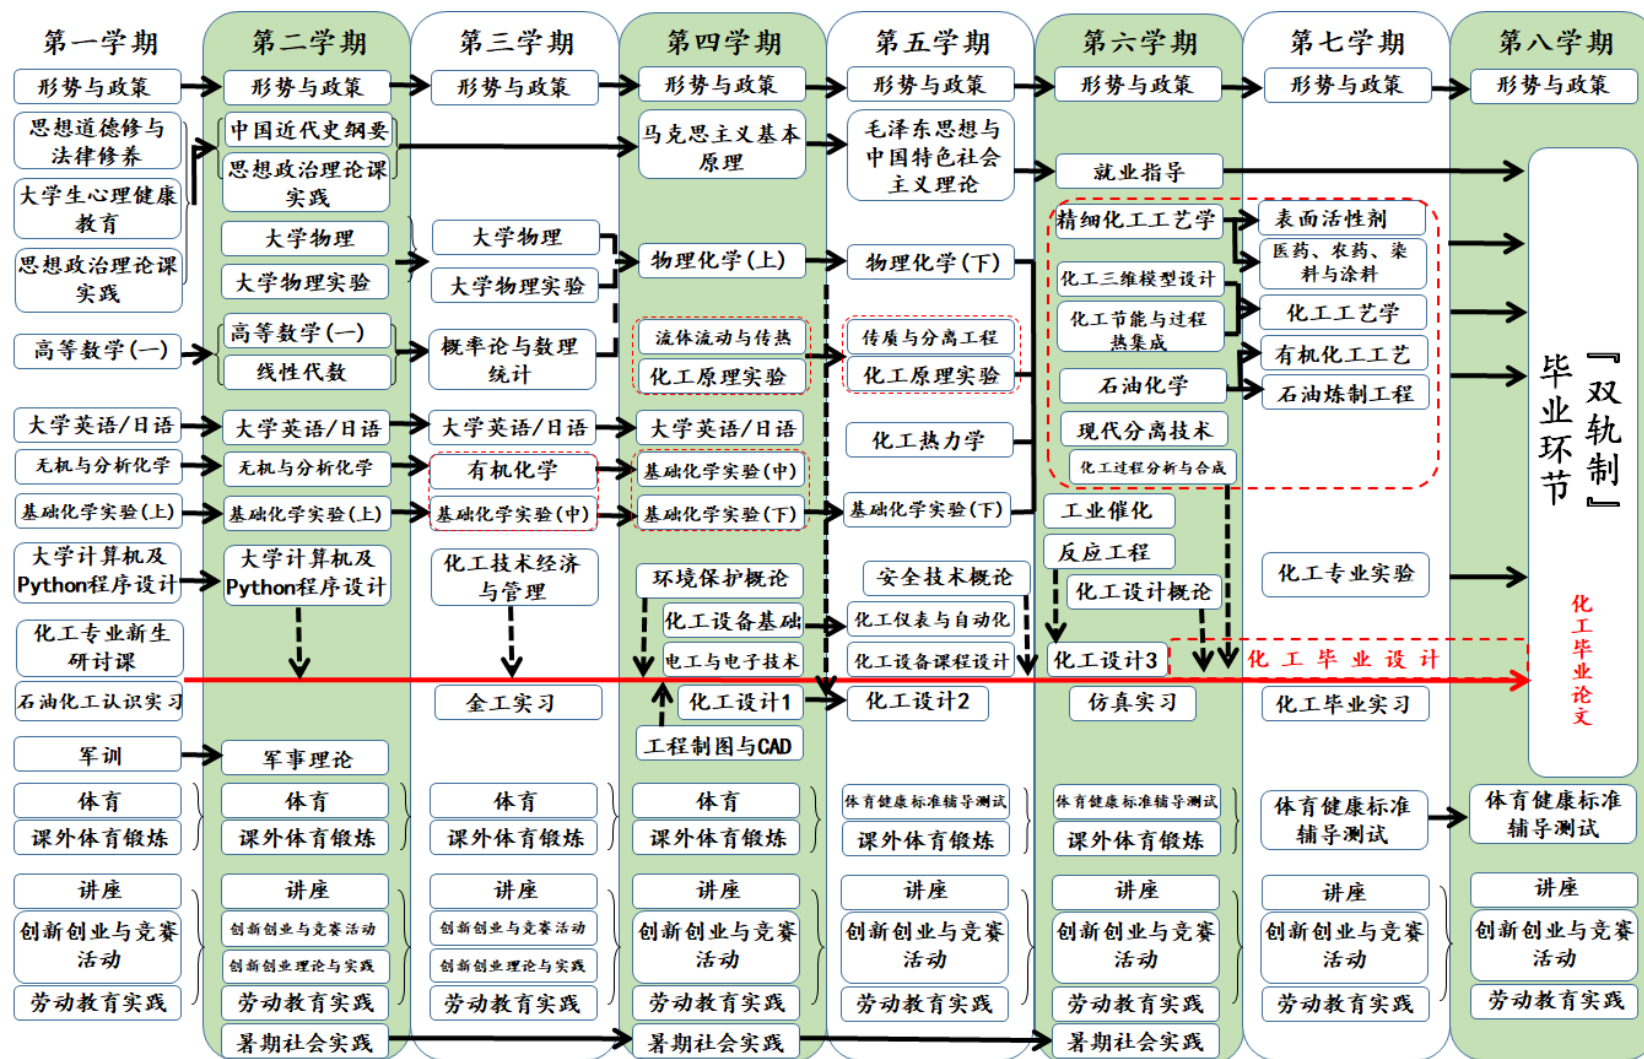 第一学期
形势与政策
思想道德修与
法律修养
大学生心理健康
教育
思想政治理论课
实践
高等数学(一)
大学英语/日语
无机与分析化学
基础化学实验(上)
大学计算机及
Python程序设计
化工专业新生
研讨课
石油化工认识实习
军训
体育
课外体育锻炼
讲座
创新创业与竞赛
活动
劳动教育实践
第二学期
形势与政策
中国近代史纲要
思想政治理论课
实践
大学物理
大学物理实验
高等数学(一)
线性代数
大学英语/日语
无机与分析化学
基础化学实验(上)
大学计算机及
Python程序设计
军事理论
体育
课外体育锻炼
讲座
创新创业与竞赛活动
创新创业理论与实践
劳动教育实践
暑期社会实践
第三学期
形势与政策
大学物理
大学物理实验
概率论与数理
统计
大学英语/日语
有机化学
基础化学实验(中)
化工技术经济
与管理
金工实习
体育
课外体育锻炼
讲座
创新创业与竞赛活动
创新创业理论与实践
劳动教育实践
第四学期
形势与政策
马克思主义基本
原理
物理化学(上)
流体流动与传热
化工原理实验
大学英语/日语
基础化学实验(中)
基础化学实验(下)
环境保护概论
化工设备基础
电工与电子技术
化工设计1
工程制图与CAD
体育
课外体育锻炼
讲座
创新创业与竞赛
活动
劳动教育实践
暑期社会实践
第五学期
形势与政策
毛泽东思想与
中国特色社会
主义理论
物理化学(下)
传质与分离工程
化工原理实验
化工热力学
基础化学实验(下)
安全技术概论
化工仪表与自动化
化工设备课程设计
化工设计2
体育健康标准辅导测试
课外体育锻炼
讲座
创新创业与竞赛
活动
劳动教育实践
第六学期
形势与政策
就业指导
精细化工工艺学
化工三维模型设计
化工节能与过程
热集成
石油化学
现代分离技术
化工过程分析与合成
工业催化
反应工程
化工设计概论
化工设计3
仿真实习
体育健康标准辅导测试
课外体育锻炼
讲座
创新创业与竞赛
活动
劳动教育实践
暑期社会实践
第七学期
形势与政策
表面活性剂
医药、农药、染
料与涂料
化工工艺学
有机化工工艺
石油炼制工程
化工专业实验
化工毕业设计
化工毕业实习
体育健康标准
辅导测试
讲座
创新创业与竞赛
活动
劳动教育实践
第八学期
形势与政策
『双轨制』
毕业环节
化工毕业论文
体育健康标准
辅导测试
讲座
创新创业与竞赛
活动
劳动教育实践